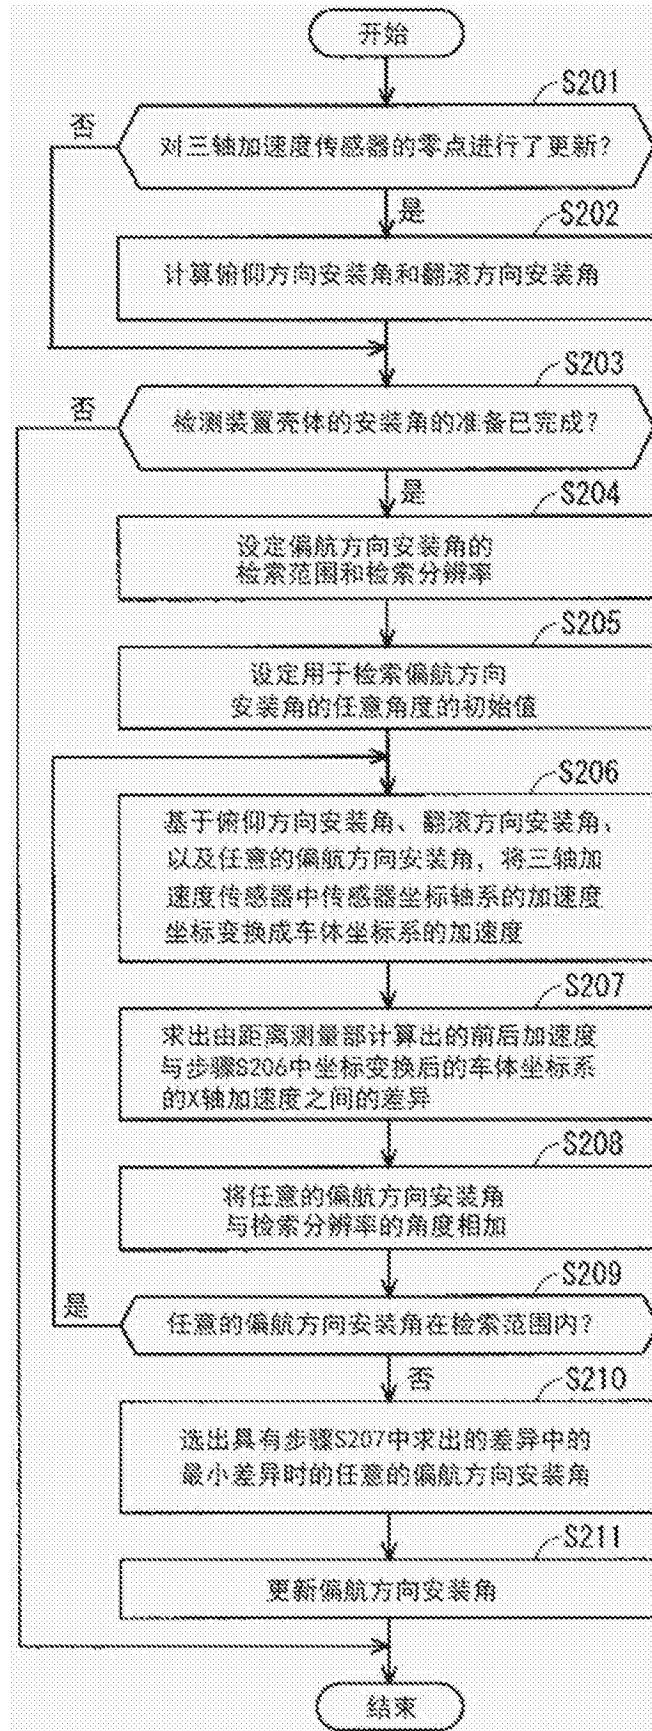 开始
S201
否
对三轴加速度传感器的零点进行了更新?
是
S202
计算俯仰方向安装角和翻滚方向安装角
S203
否
检测装置壳体的安装角的准备已完成?
是
S204
设定偏航方向安装角的
检索范围和检索分辨率
S205
设定用于检索偏航方向
安装角的任意角度的初始值
S206
基于俯仰方向安装角、翻滚方向安装角、
以及任意的偏航方向安装角，将三轴加
速度传感器中传感器坐标轴系的加速度
坐标变换成车体坐标系的加速度
S207
求出由距离测量部计算出的前后加速度
与步骤S206中坐标变换后的车体坐标系
的X轴加速度之间的差异
S208
将任意的偏航方向安装角
与检索分辨率的角度相加
S209
是
任意的偏航方向安装角在检索范围内?
否
S210
选出具有步骤S207中求出的差异中的
最小差异时的任意的偏航方向安装角
S211
更新偏航方向安装角
结束